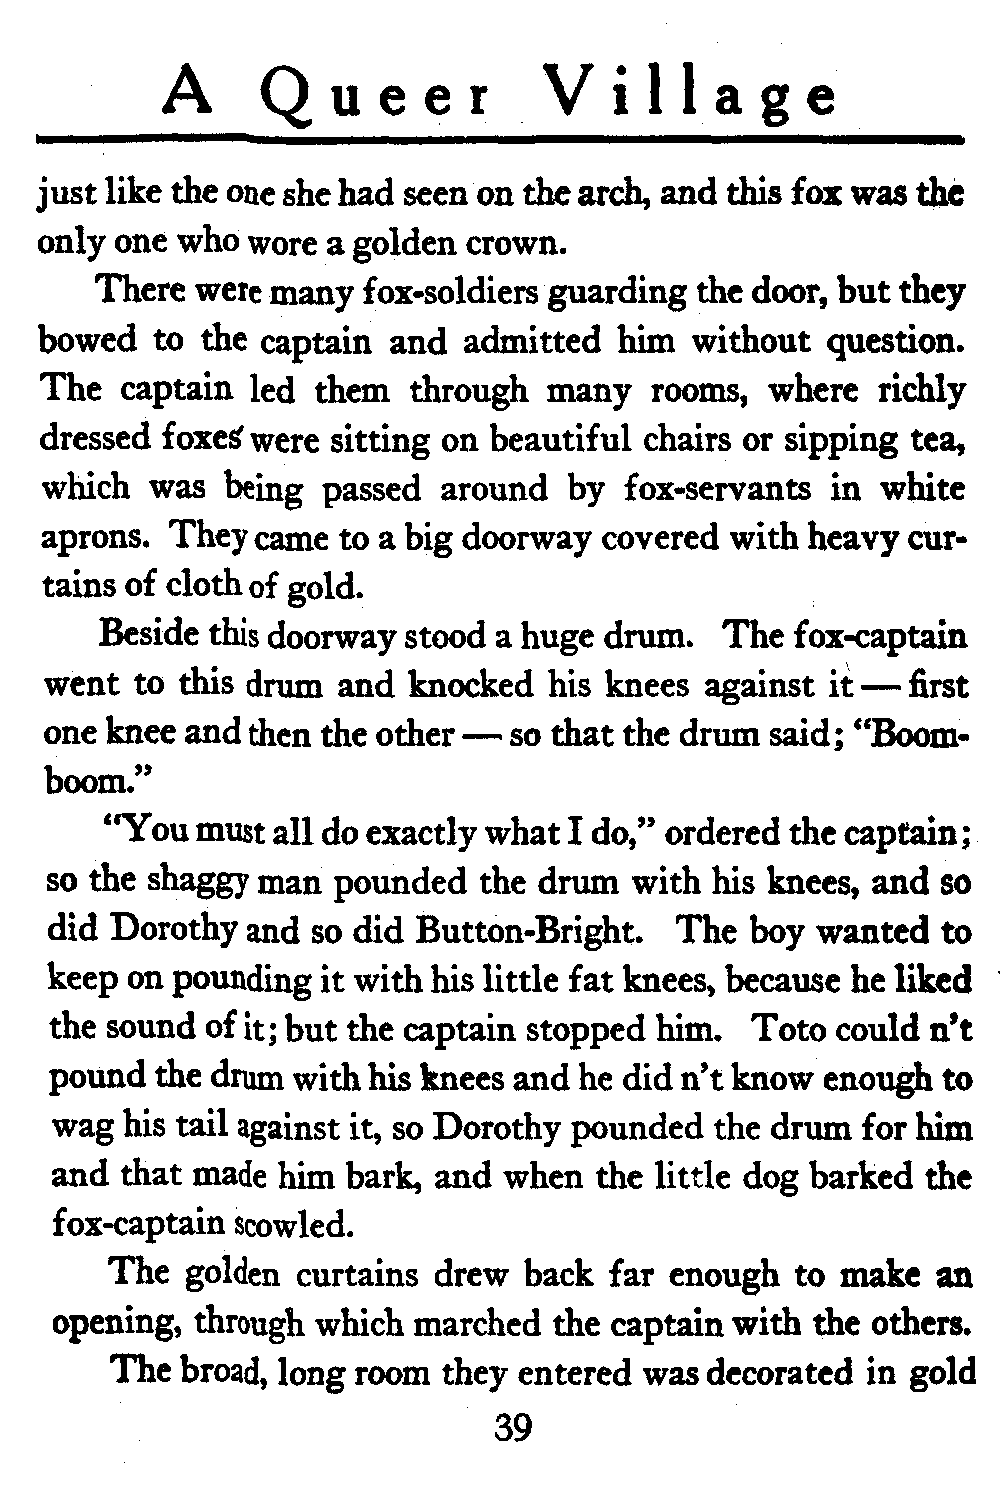 A Queer Village
just like the one she had seen on the arch, and this fox was the
only one who wore a golden crown.
There were many fox-soldiers guarding the door, but they
bowed to the captain and admitted him without question.
The captain led them through many rooms, where richly
dressed foxes were sitting on beautiful chairs or sipping tea,
which was being passed around by fox-servants in white
aprons. They came to a big doorway covered with heavy cur-
tains of cloth of gold.
Beside this doorway stood a huge drum. The fox-captain
went to this drum and knocked his knees against it — first
one knee and then the other — so that the drum said; “Boom-
boom.”
“You must all do exactly what I do,” ordered the captain;
so the shaggy man pounded the drum with his knees, and so
did Dorothy and so did Button-Bright. The boy wanted to
keep on pounding it with his little fat knees, because he liked
the sound of it; but the captain stopped him. Toto could n’t
pound the drum with his knees and he did n’t know enough to
wag his tail against it, so Dorothy pounded the drum for him
and that made him bark, and when the little dog barked the
fox-captain scowled.
The golden curtains drew back far enough to make an
opening, through which marched the captain with the others.
The broad, long room they entered was decorated in gold
39